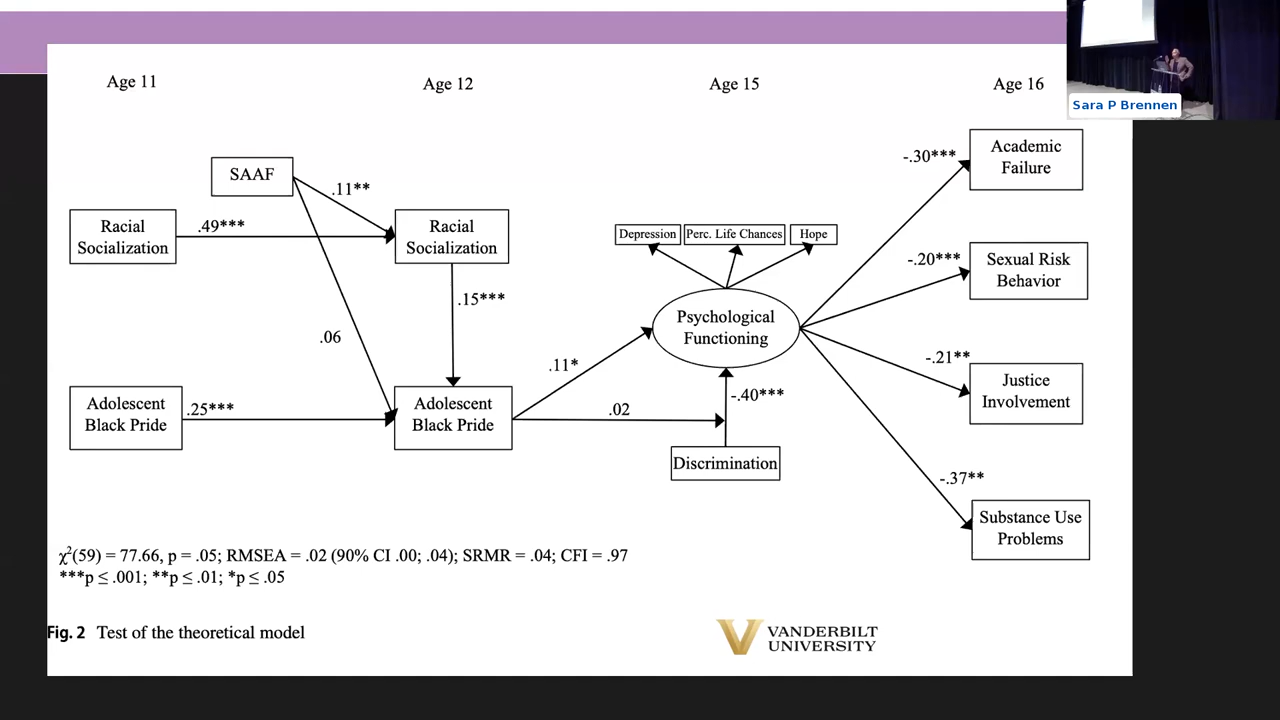 Age 11
Age 12
Age 15
Age 16
Sara P Brennen
SAAF
.11**
Racial
Socialization
.49***
Racial
Socialization
.15***
.06
Adolescent
Black Pride
.25***
Adolescent
Black Pride
.11*
.02
Depression
Perc. Life Chances
Hope
Psychological
Functioning
-.40***
Discrimination
-.30***
Academic
Failure
-.20***
Sexual Risk
Behavior
-.21**
Justice
Involvement
-.37**
Substance Use
Problems
χ²(59) = 77.66, p = .05; RMSEA = .02 (90% CI .00; .04); SRMR = .04; CFI = .97
***p ≤ .001; **p ≤ .01; *p ≤ .05
Fig. 2 Test of the theoretical model
VANDERBILT
UNIVERSITY